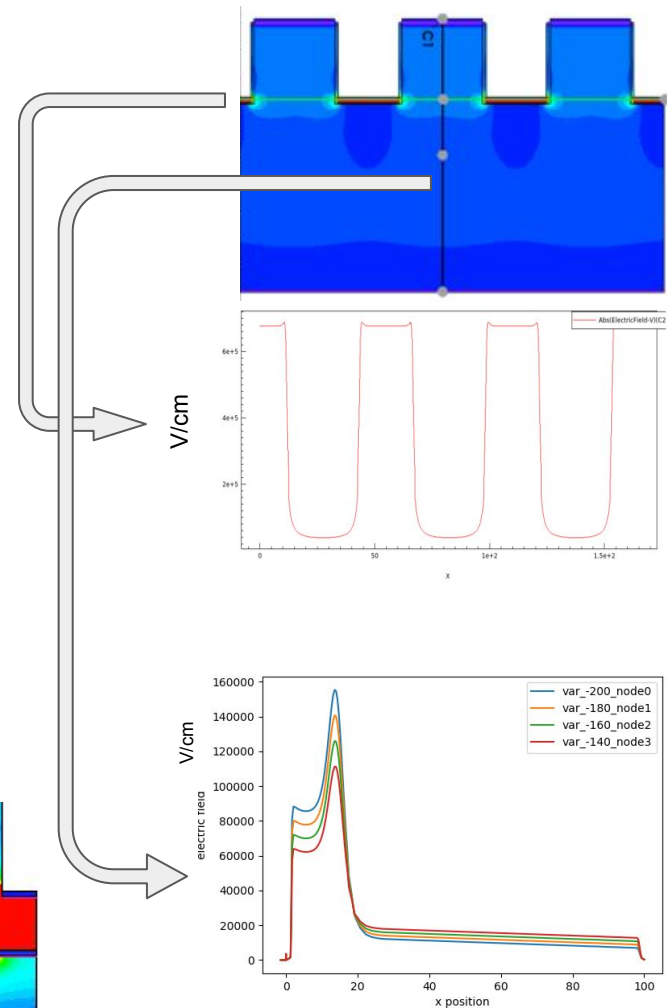 C1
Abs(ElectricField-V)(C2
6e+5
4e+5
2e+5
V/cm
0
50
1e+2
1.5e+2
X
160000
140000
120000
100000
80000
60000
40000
20000
0
V/cm
electric field
var_-200_node0
var_-180_node1
var_-160_node2
var_-140_node3
0
20
40
60
80
100
x position